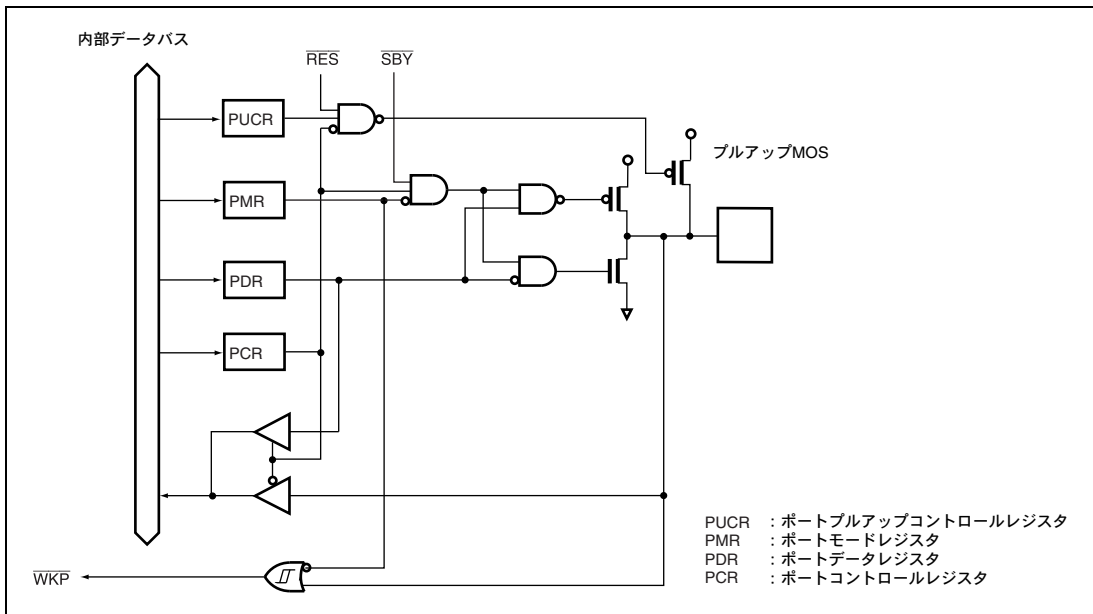 内部データバス
R̅E̅S̅
S̅B̅Y̅
PUCR
プルアップMOS
PMR
PDR
PCR
W̅K̅P̅
PUCR : ポートプルアップコントロールレジスタ
PMR : ポートモードレジスタ
PDR : ポートデータレジスタ
PCR : ポートコントロールレジスタ